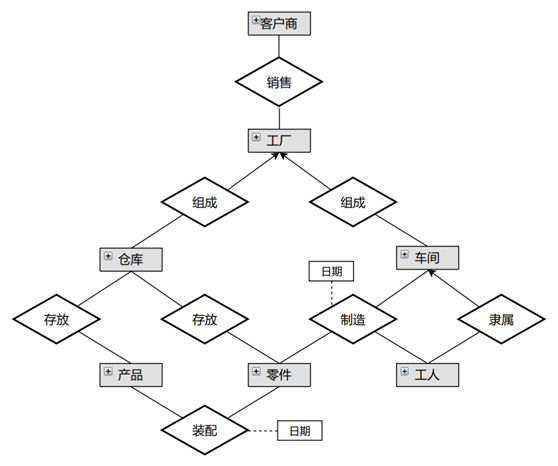 客户商
销售
工厂
组成
组成
仓库
车间
日期
存放
存放
制造
隶属
产品
零件
工人
装配
日期